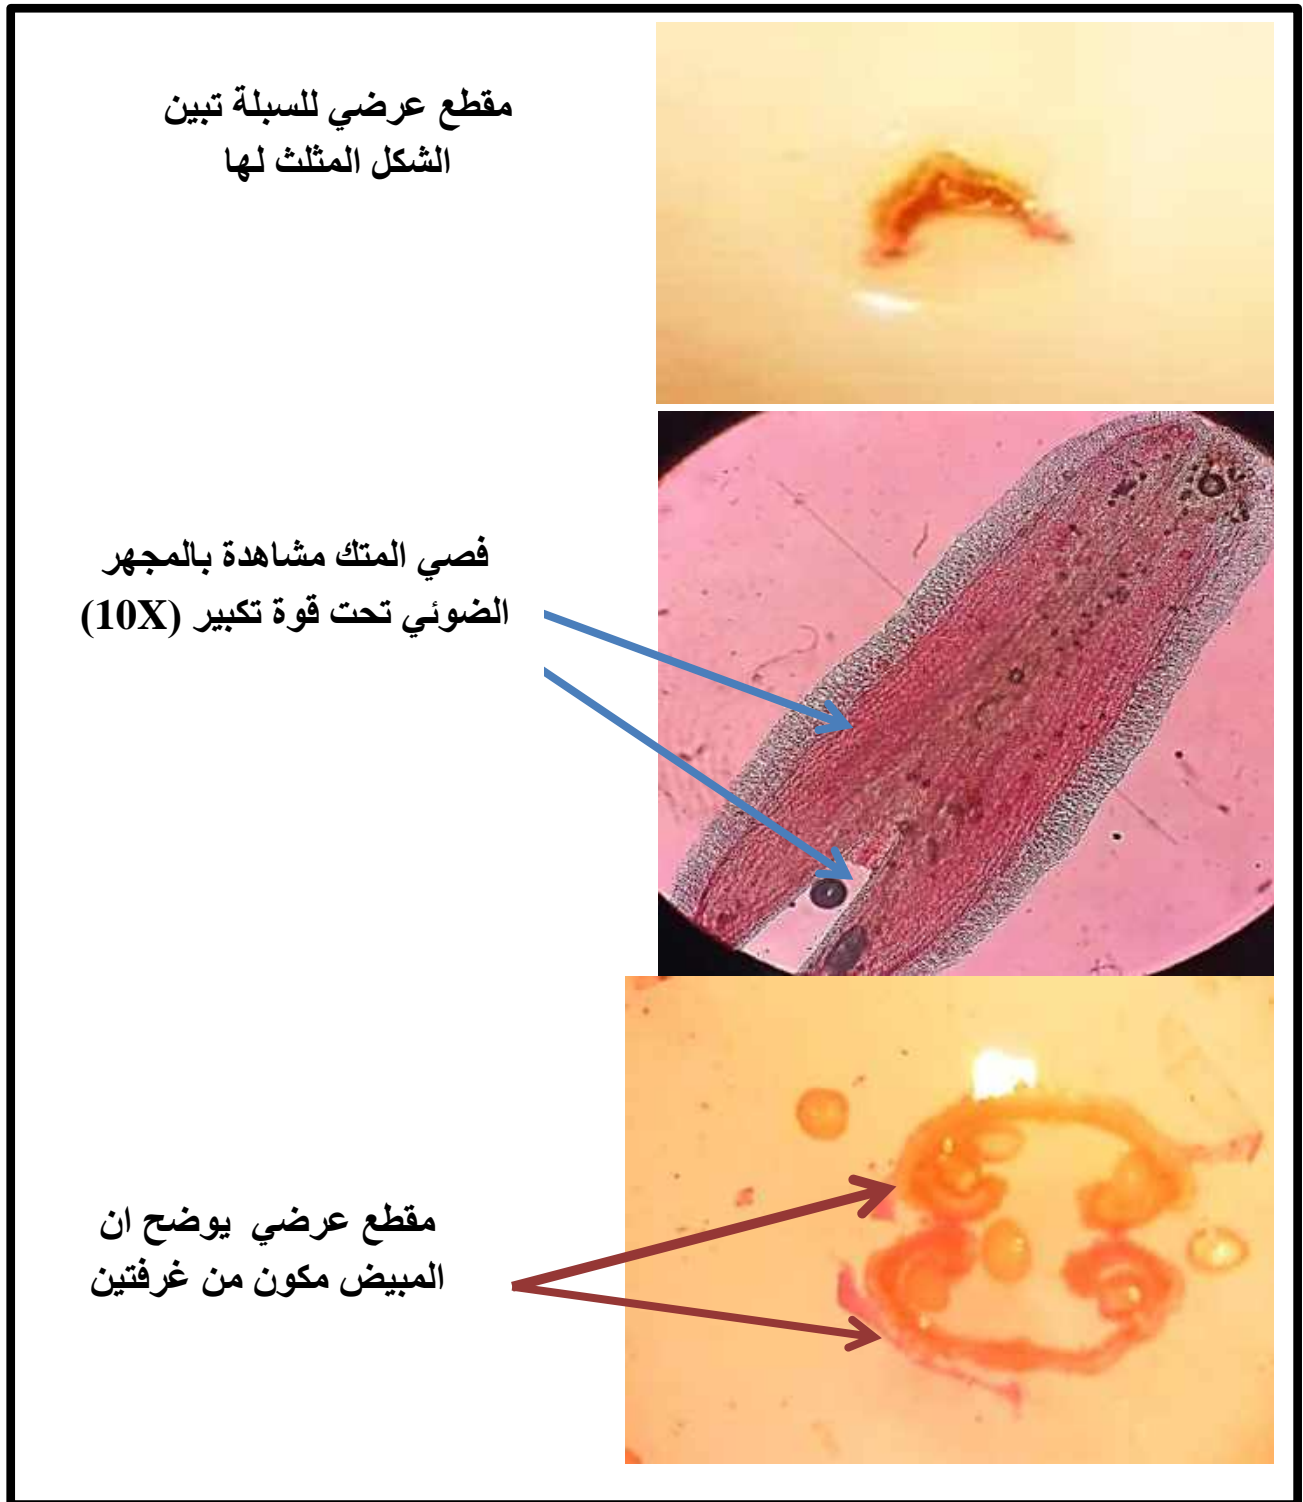 مقطع عرضي للسبلة تبين
الشكل المثلث لها
فصي المتك مشاهدة بالمجهر
الضوئي تحت قوة تكبير (10X)
مقطع عرضي يوضح ان
المبيض مكون من غرفتين